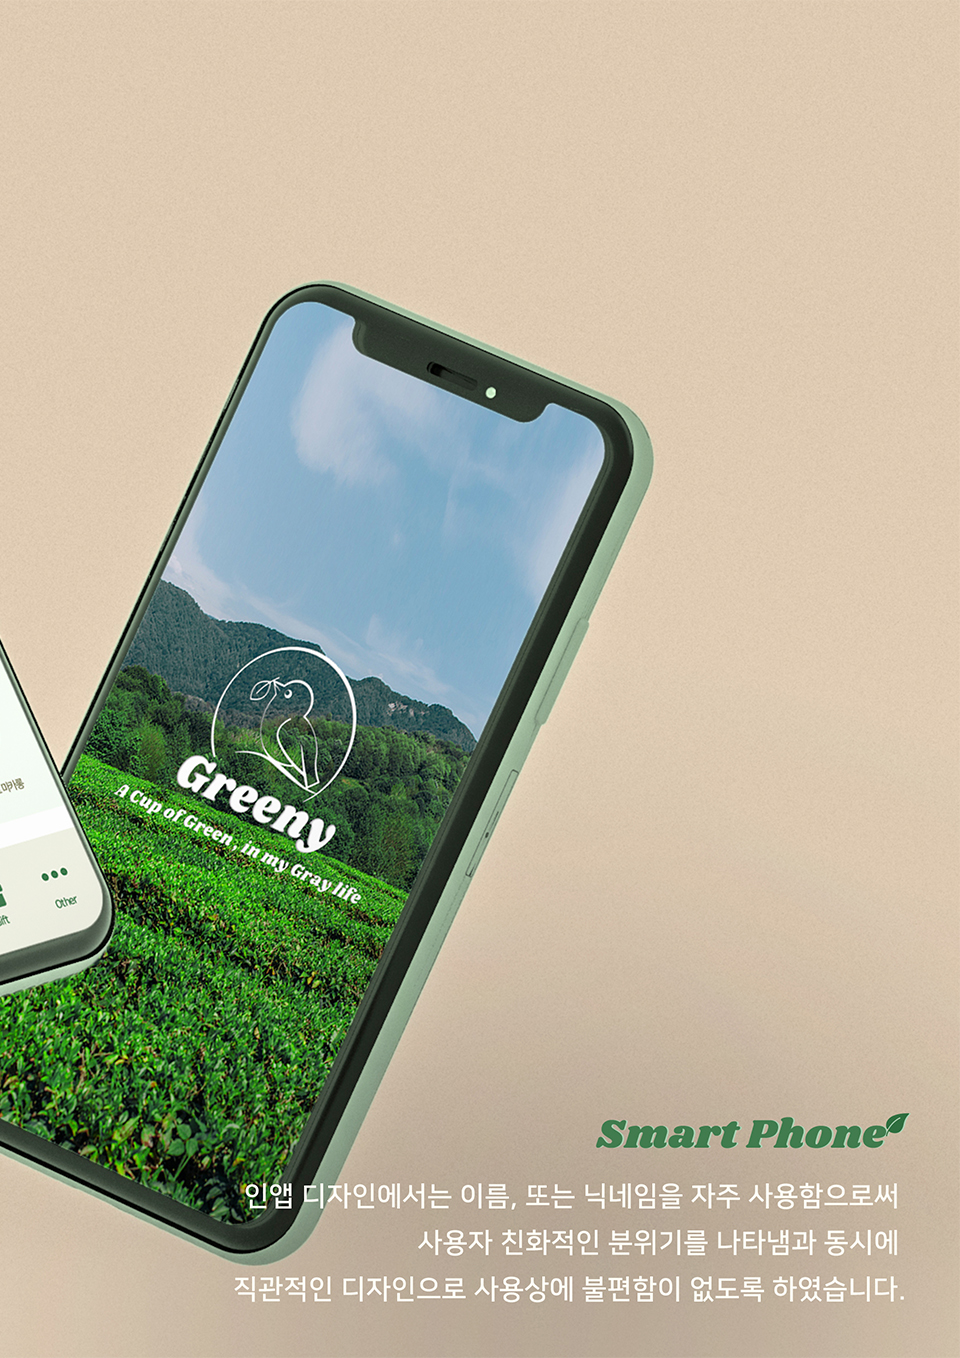 Greeny
A Cup of Green , in my Gray life
Other
Smart Phone
인앱 디자인에서는 이름, 또는 닉네임을 자주 사용함으로써
사용자 친화적인 분위기를 나타냄과 동시에
직관적인 디자인으로 사용상에 불편함이 없도록 하였습니다.